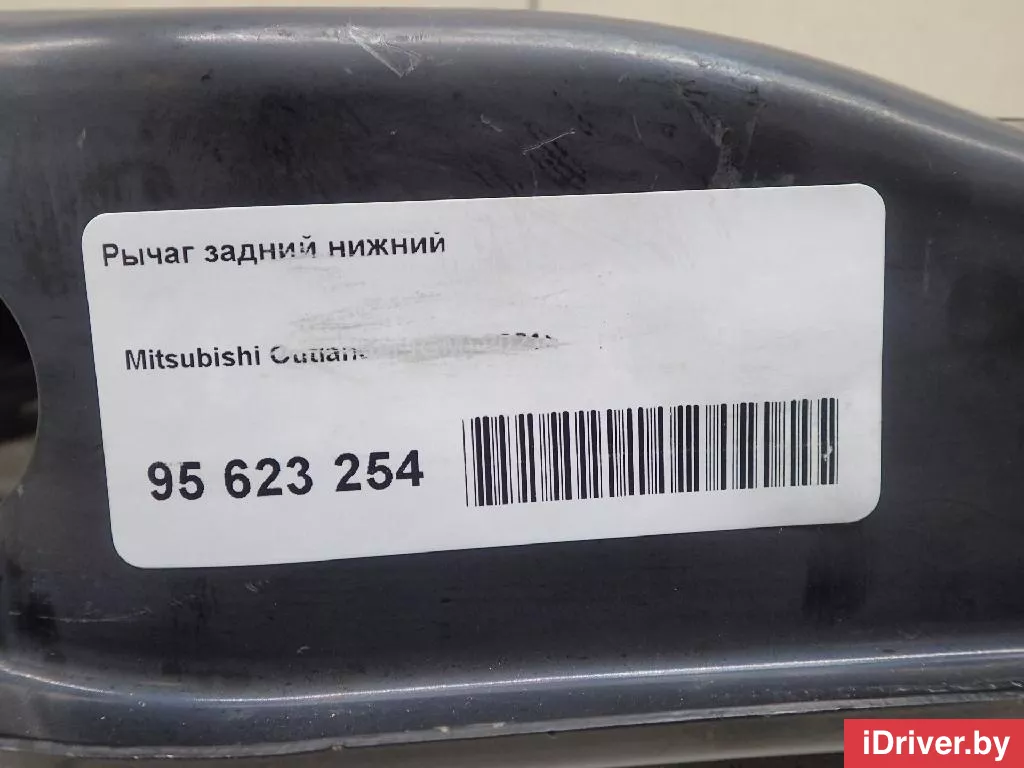 Рычаг задний нижний
Mitsubishi
95 623 254
iDriver.by